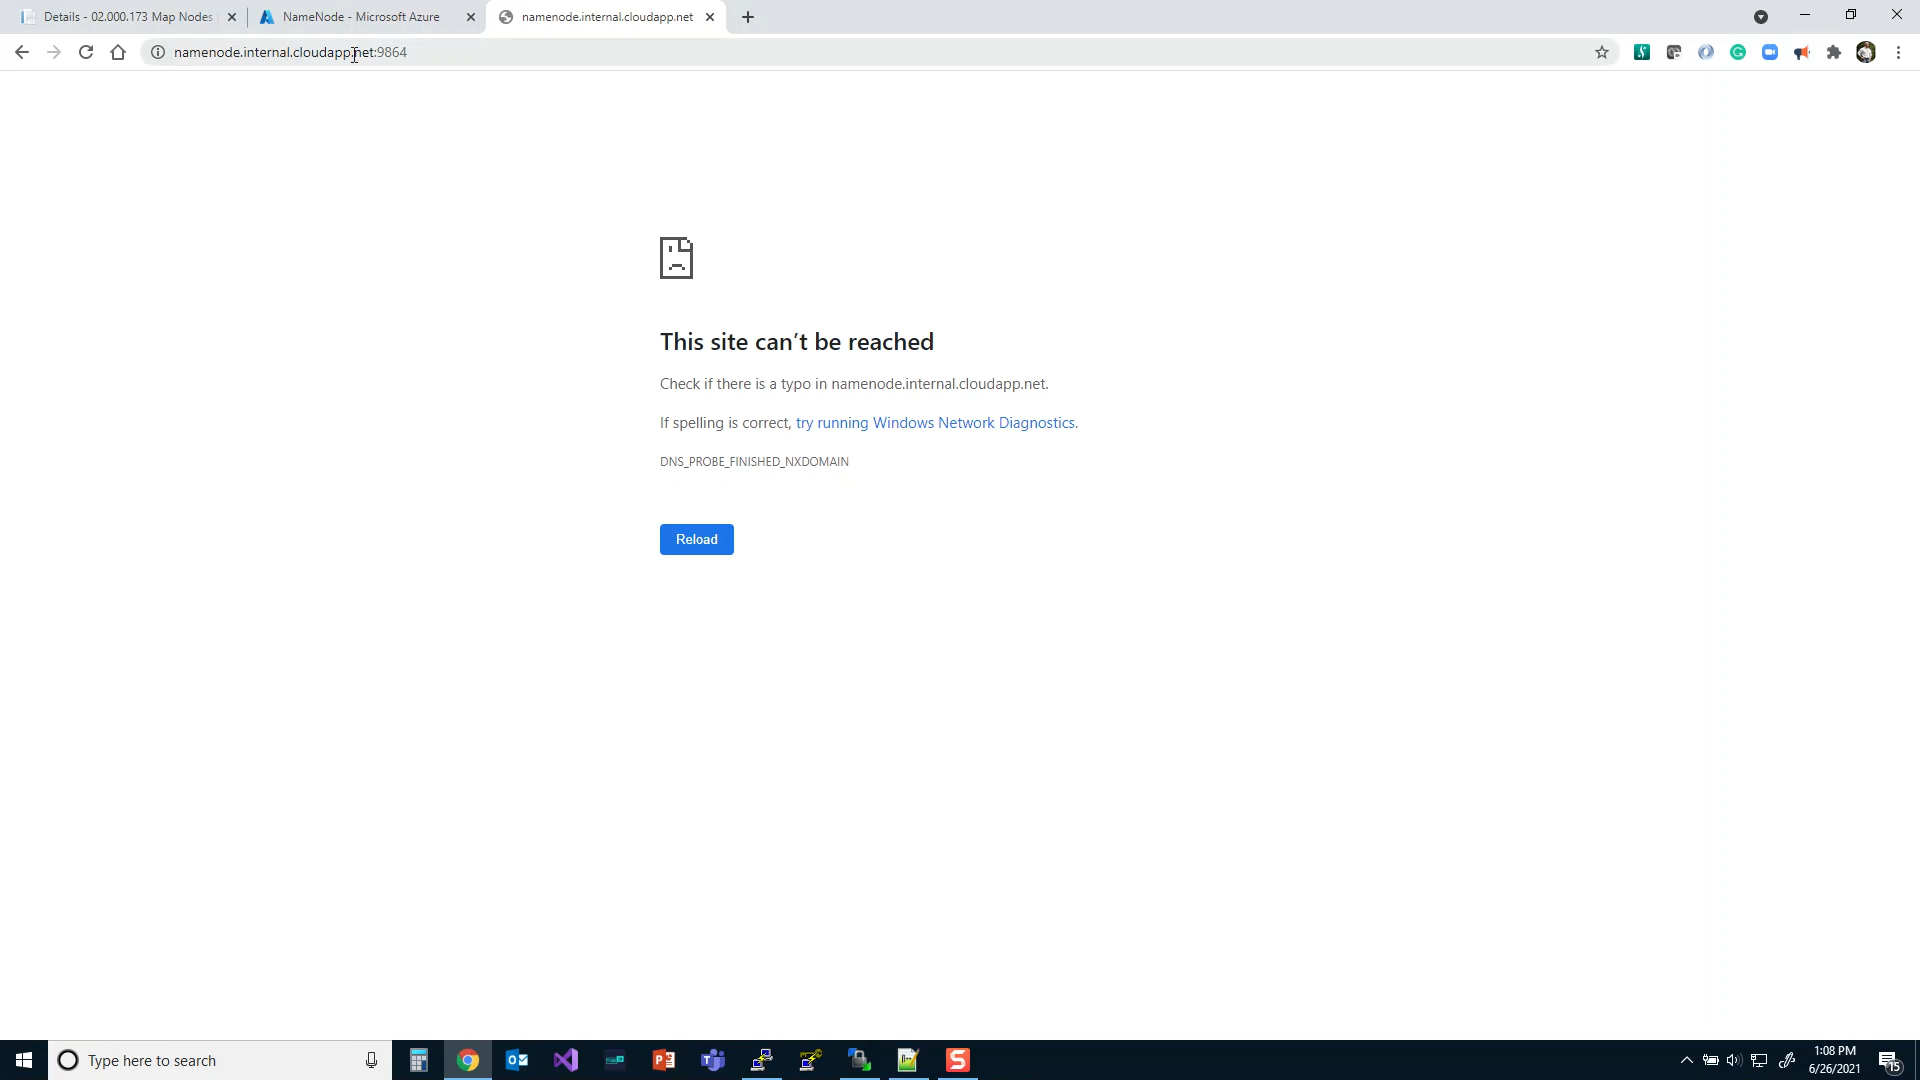 Details - 02.000.173 Map Nodes
NameNode - Microsoft Azure
namenode.internal.cloudapp.net
namenode.internal.cloudapp.net:9864
This site can’t be reached
Check if there is a typo in namenode.internal.cloudapp.net.
If spelling is correct, try running Windows Network Diagnostics.
DNS_PROBE_FINISHED_NXDOMAIN
Reload
Type here to search
1:08 PM
6/26/2021
15